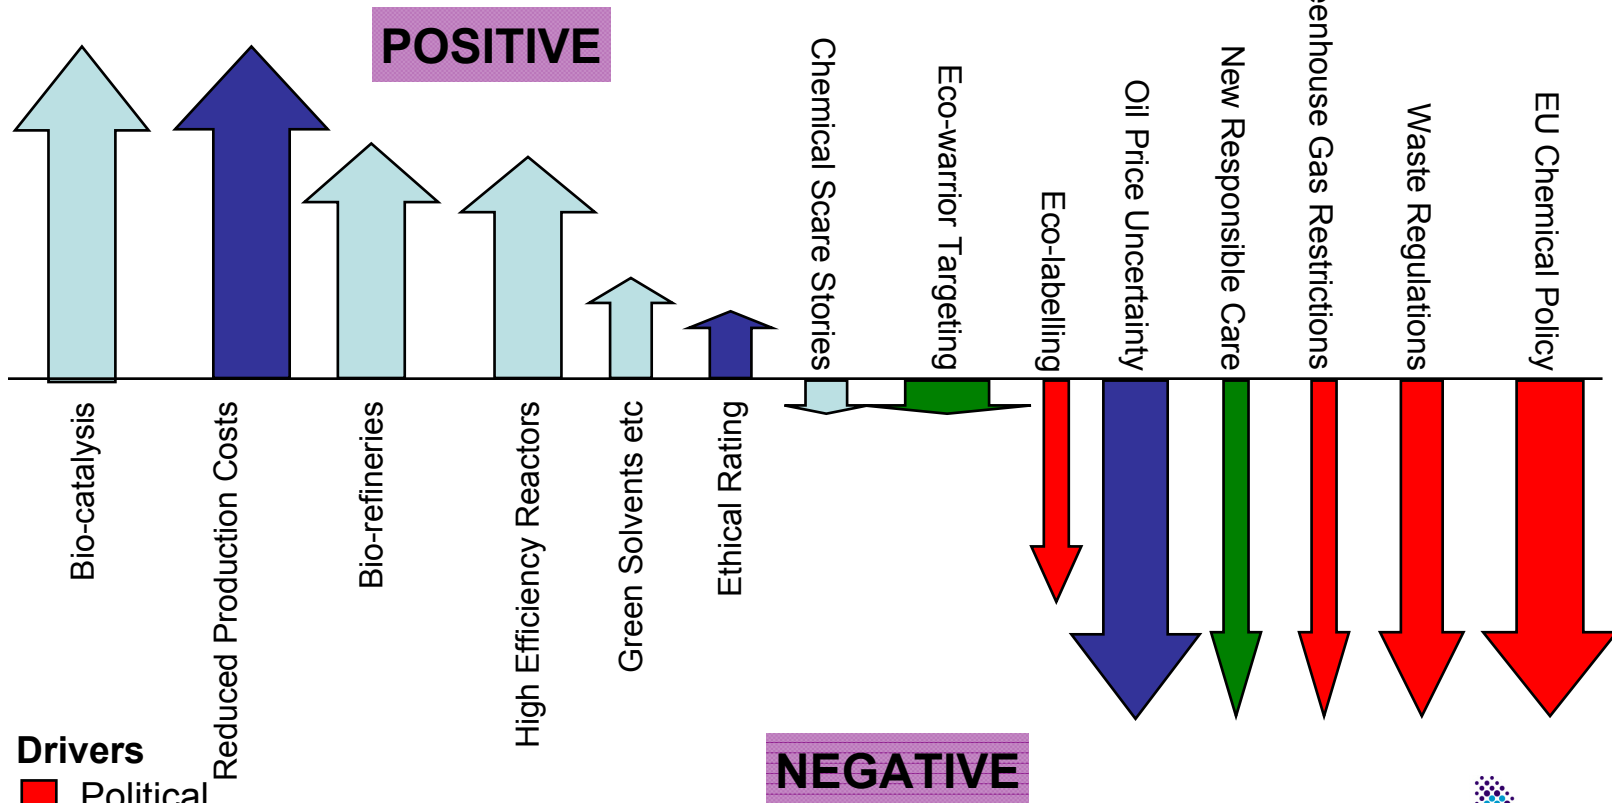 POSITIVE
Chemical Scare Stories
Eco-warrior Targeting
Eco-labelling
Oil Price Uncertainty
New Responsible Care
eenhouse Gas Restrictions
Waste Regulations
EU Chemical Policy
Bio-catalysis
Reduced Production Costs
Bio-refineries
High Efficiency Reactors
Green Solvents etc
Ethical Rating
Drivers
Political
NEGATIVE